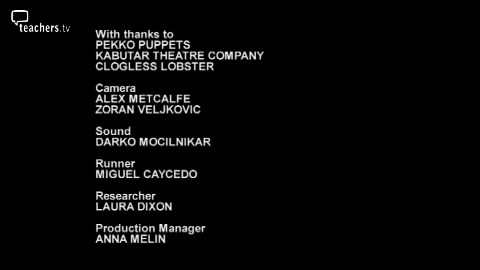 teachers.tv
With thanks to
PEKKO PUPPETS
KABUTAR THEATRE COMPANY
CLOGLESS LOBSTER
Camera
ALEX METCALFE
ZORAN VELJKOVIC
Sound
DARKO MOCILNIKAR
Runner
MIGUEL CAYCEDO
Researcher
LAURA DIXON
Production Manager
ANNA MELIN